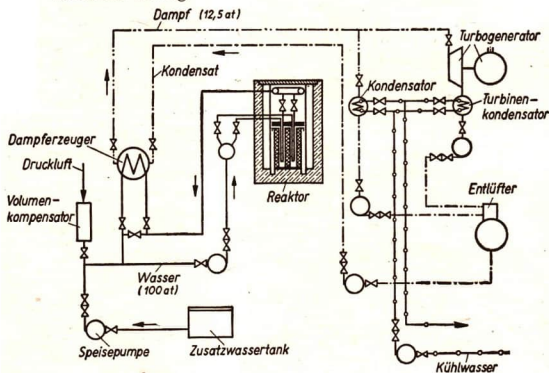 Dampf (12,5 at)
Turbogenerator
Kondensat
Kondensator
Dampferzeuger
Turbinen-
kondensator
Druckluft
Reaktor
Volumen-
kompensator
Entlüfter
Wasser
(100 at)
Speisepumpe
Zusatzwassertank
Kühlwasser